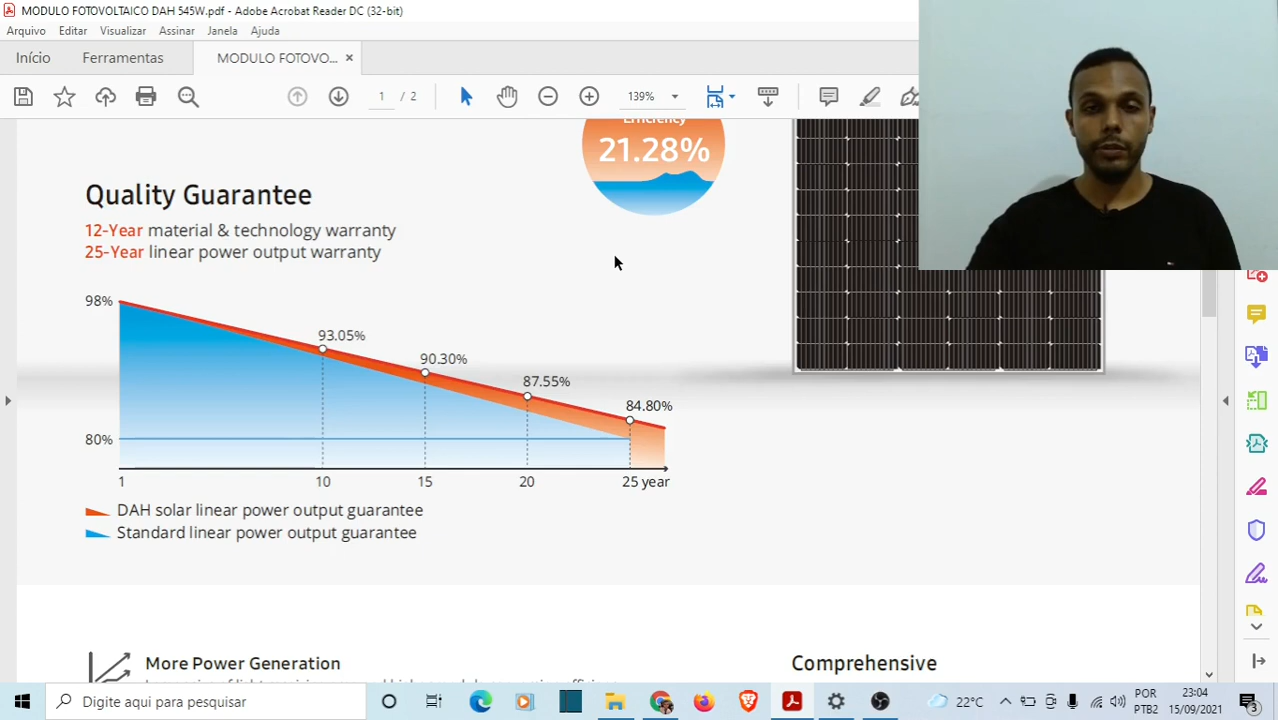 MODULO FOTOVOLTAICO DAH 545W.pdf - Adobe Acrobat Reader DC (32-bit)
Arquivo Editar Visualizar Assinar Janela Ajuda
Início Ferramentas MODULO FOTOVO... ×
1 / 2 139%
Efficiency
21.28%
Quality Guarantee
12-Year material & technology warranty
25-Year linear power output warranty
98%
93.05%
90.30%
87.55%
84.80%
80%
1 10 15 20 25 year
DAH solar linear power output guarantee
Standard linear power output guarantee
More Power Generation
Comprehensive
Digite aqui para pesquisar
22°C
POR
PTB2
23:04
15/09/2021
3